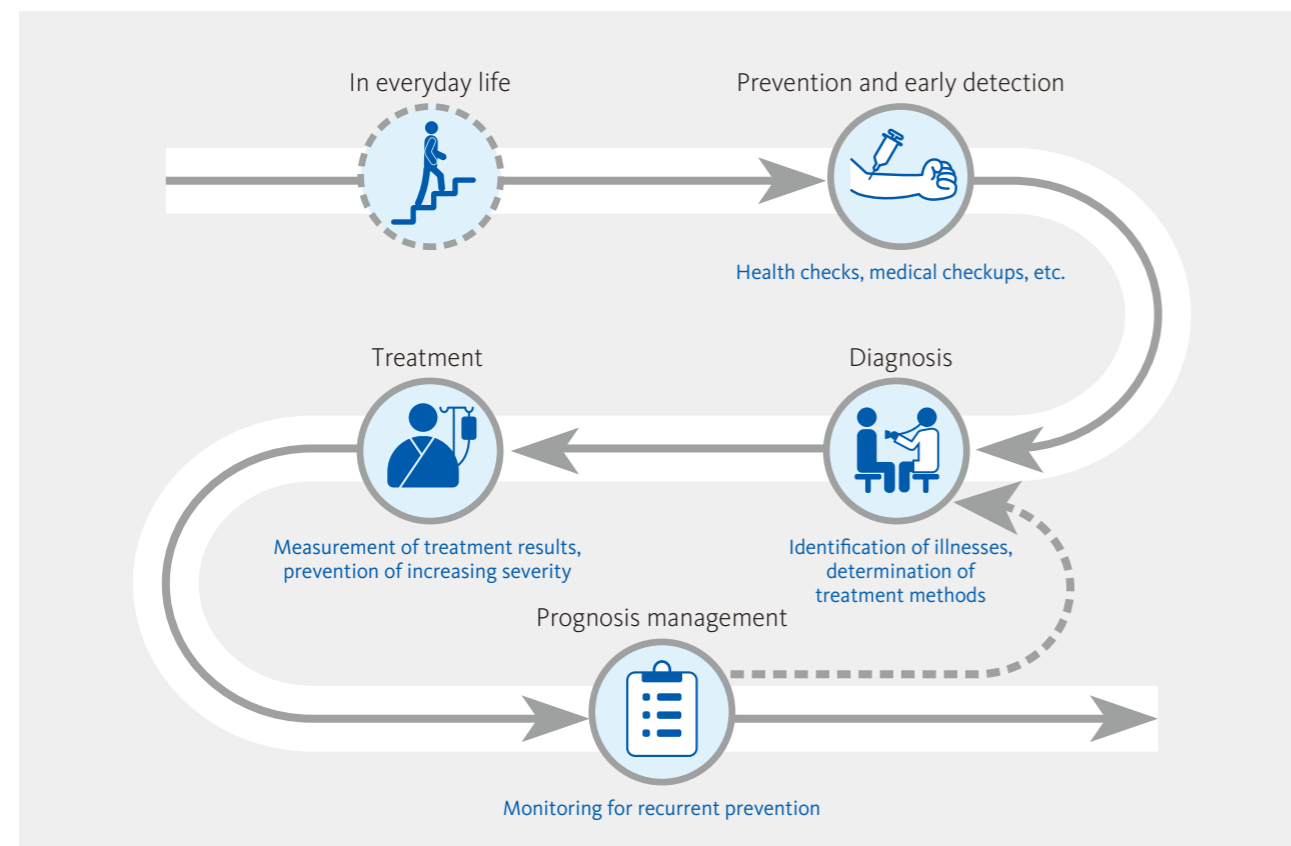 In everyday life
Prevention and early detection
Health checks, medical checkups, etc.
Treatment
Diagnosis
Measurement of treatment results,
prevention of increasing severity
Identification of illnesses,
determination of
treatment methods
Prognosis management
Monitoring for recurrent prevention